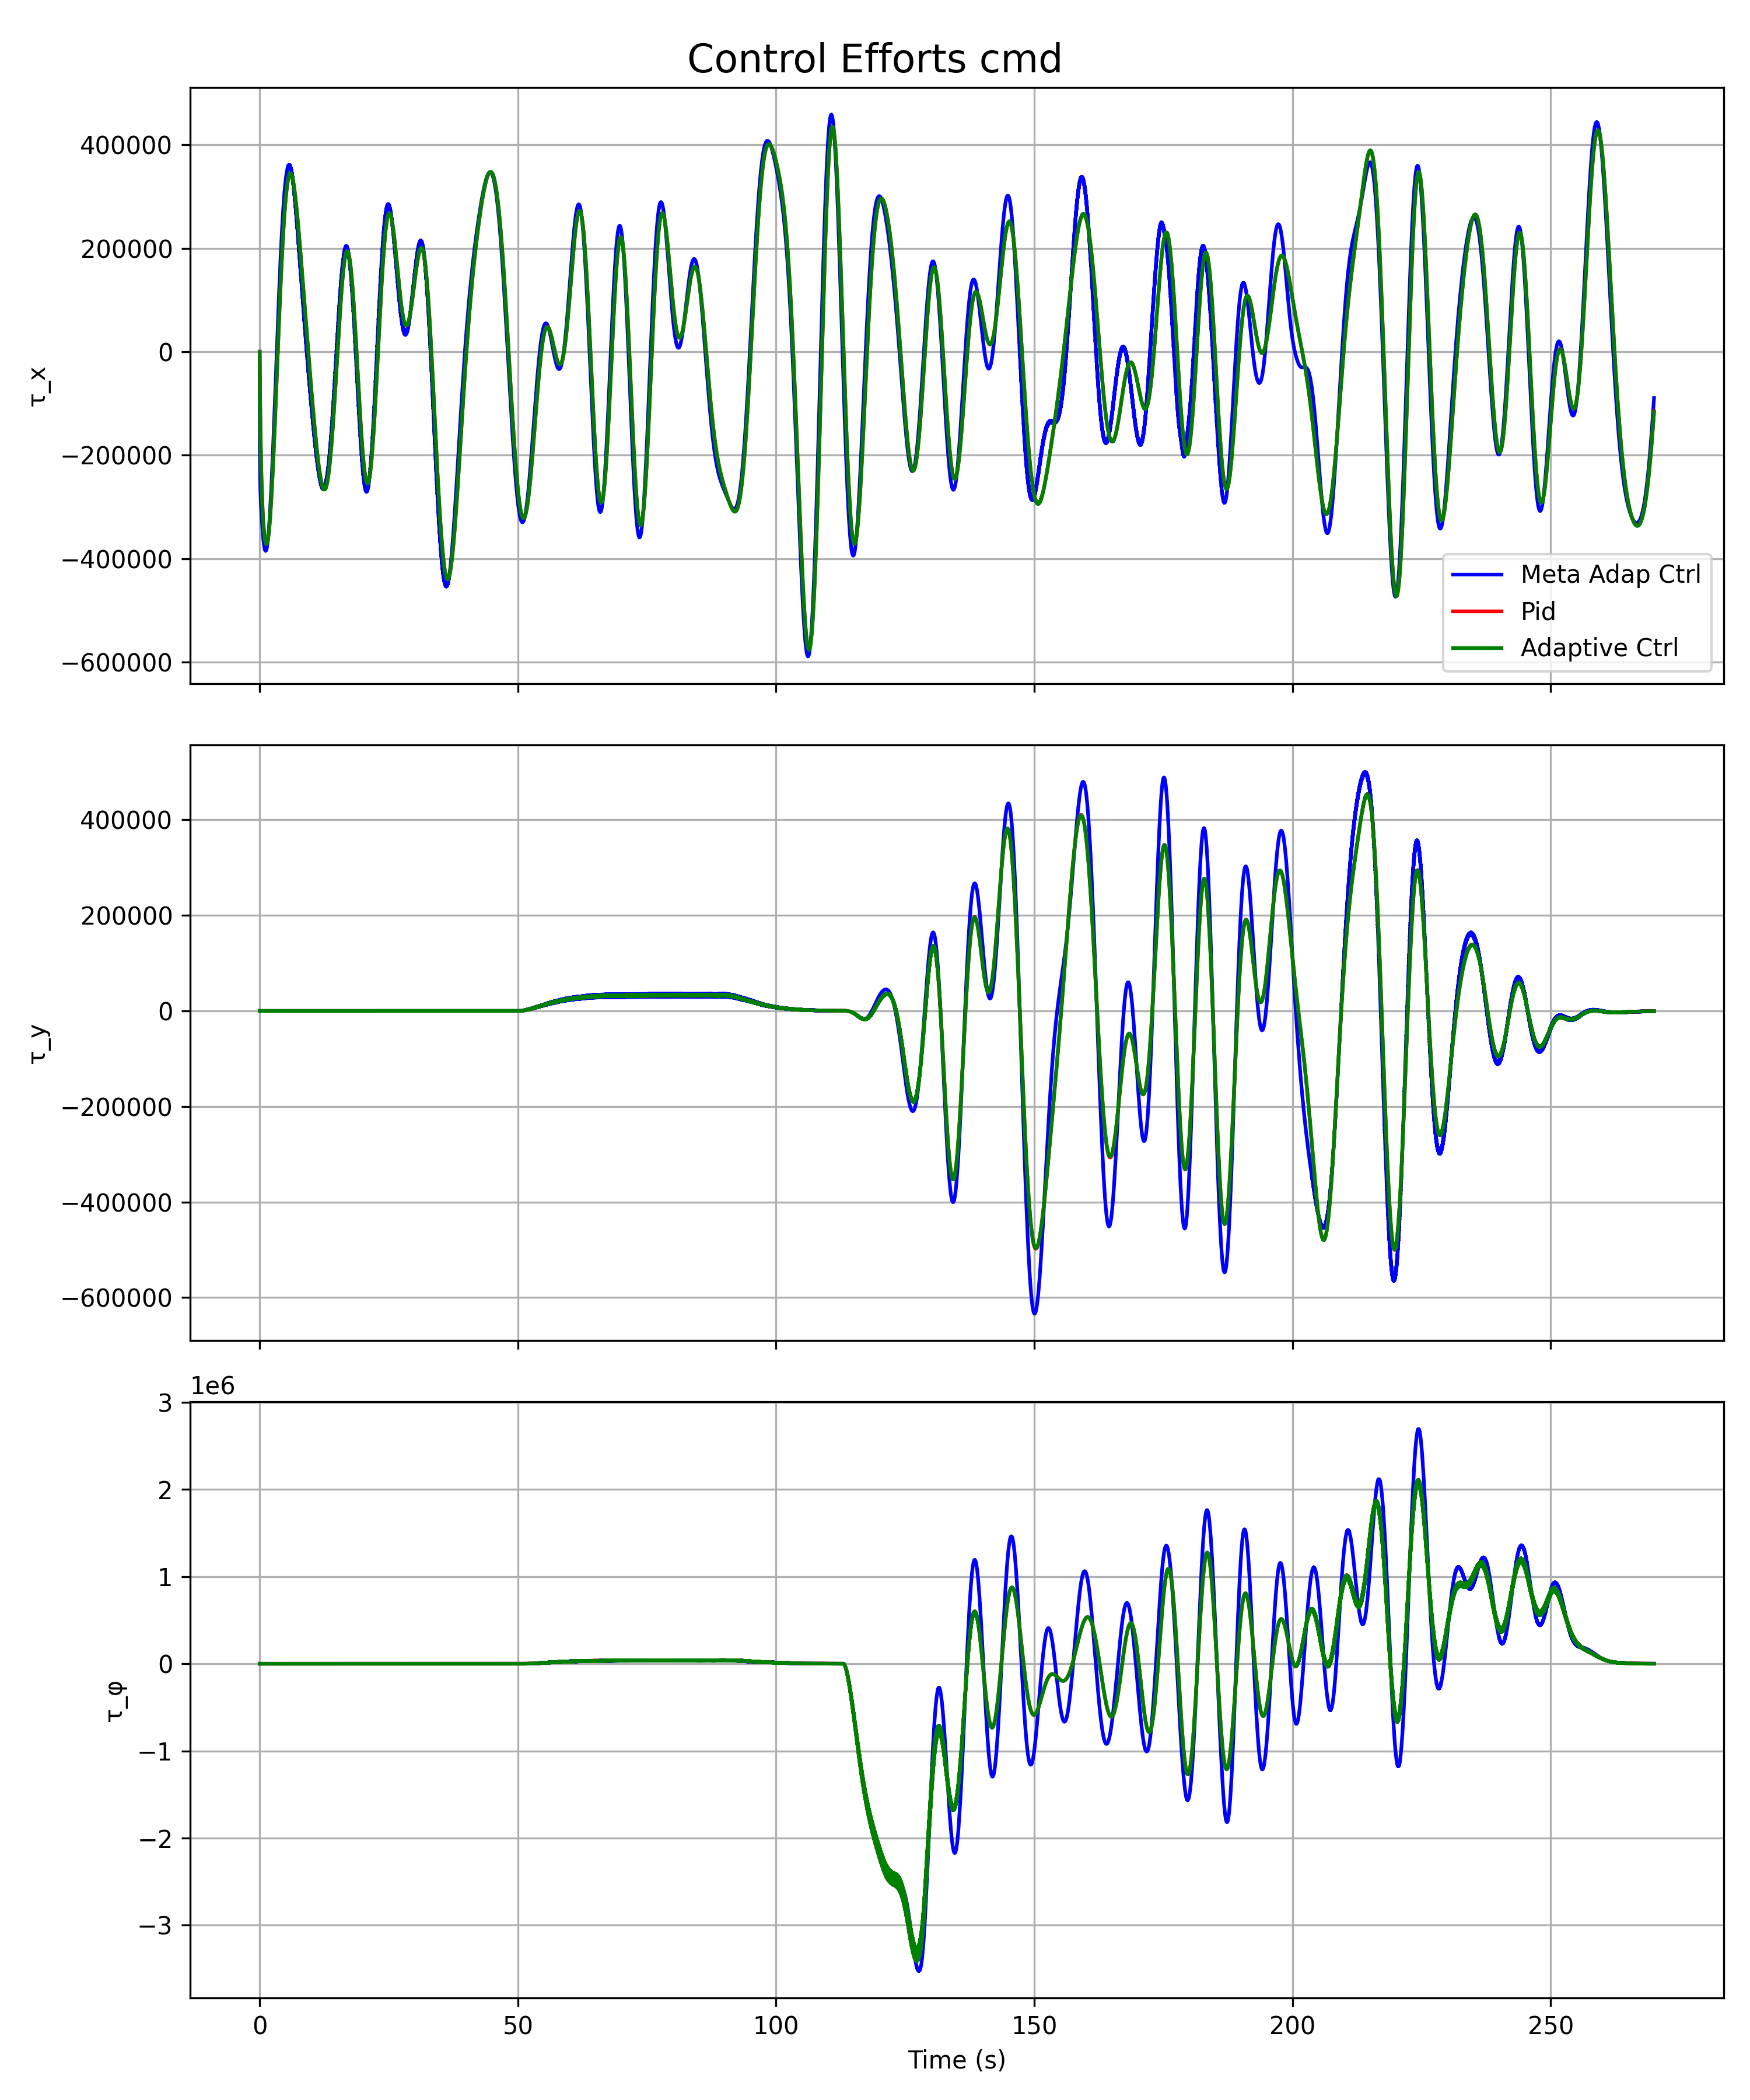 Control Efforts cmd
400000
200000
0
−200000
−400000
−600000
τ_x
Meta Adap Ctrl
Pid
Adaptive Ctrl
400000
200000
0
−200000
−400000
−600000
τ_y
1e6
3
2
1
0
−1
−2
−3
τ_φ
0 50 100 150 200 250
Time (s)